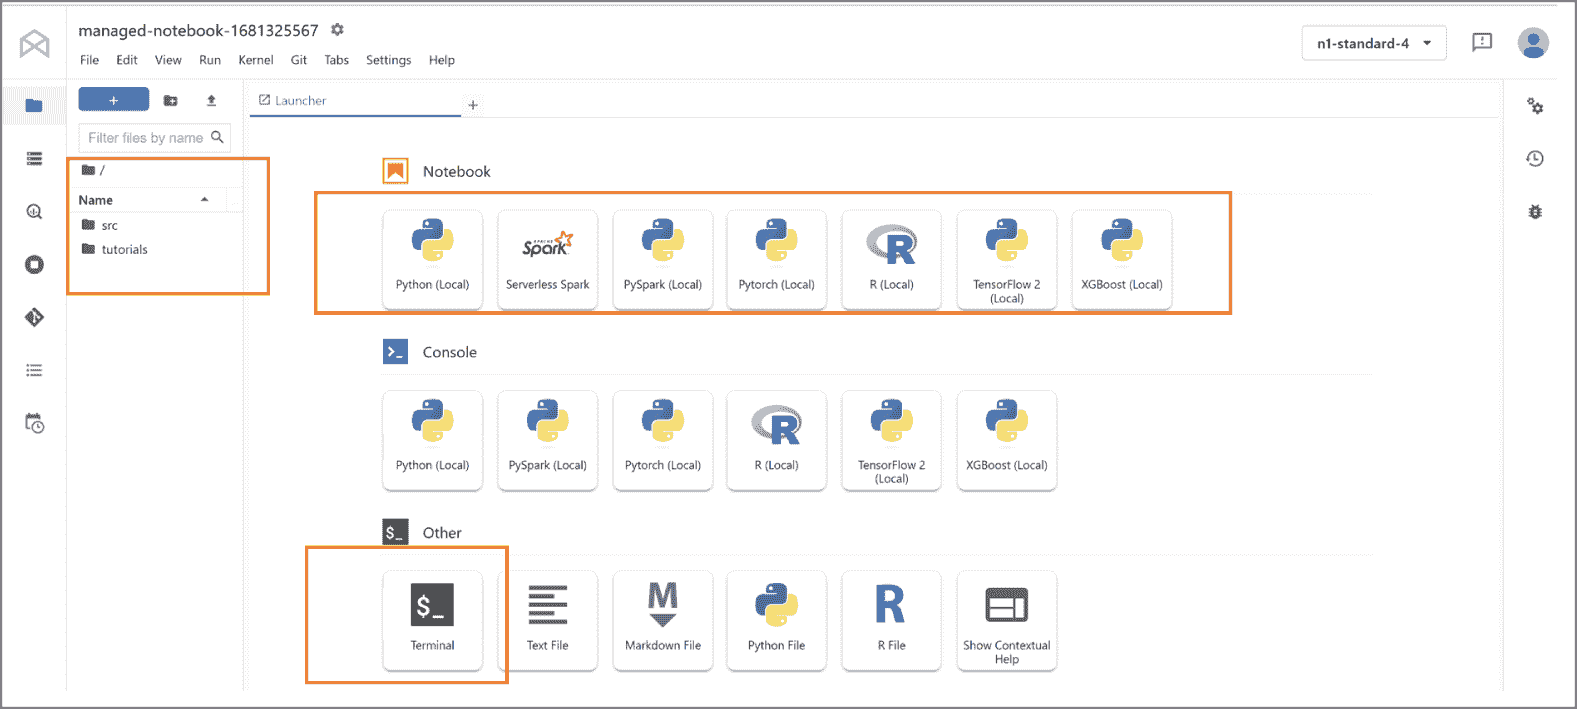 managed-notebook-1681325567
n1-standard-4
File Edit View Run Kernel Git Tabs Settings Help
+
Launcher
+
Filter files by name
/
Name
src
tutorials
Notebook
Python (Local)
APACHE
Spark
Serverless Spark
PySpark (Local)
Pytorch (Local)
R
R (Local)
TensorFlow 2
(Local)
XGBoost (Local)
>_
Console
Python (Local)
PySpark (Local)
Pytorch (Local)
R
R (Local)
TensorFlow 2
(Local)
XGBoost (Local)
$_
Other
$_
Terminal
Text File
M
Markdown File
Python File
R
R File
Show Contextual
Help